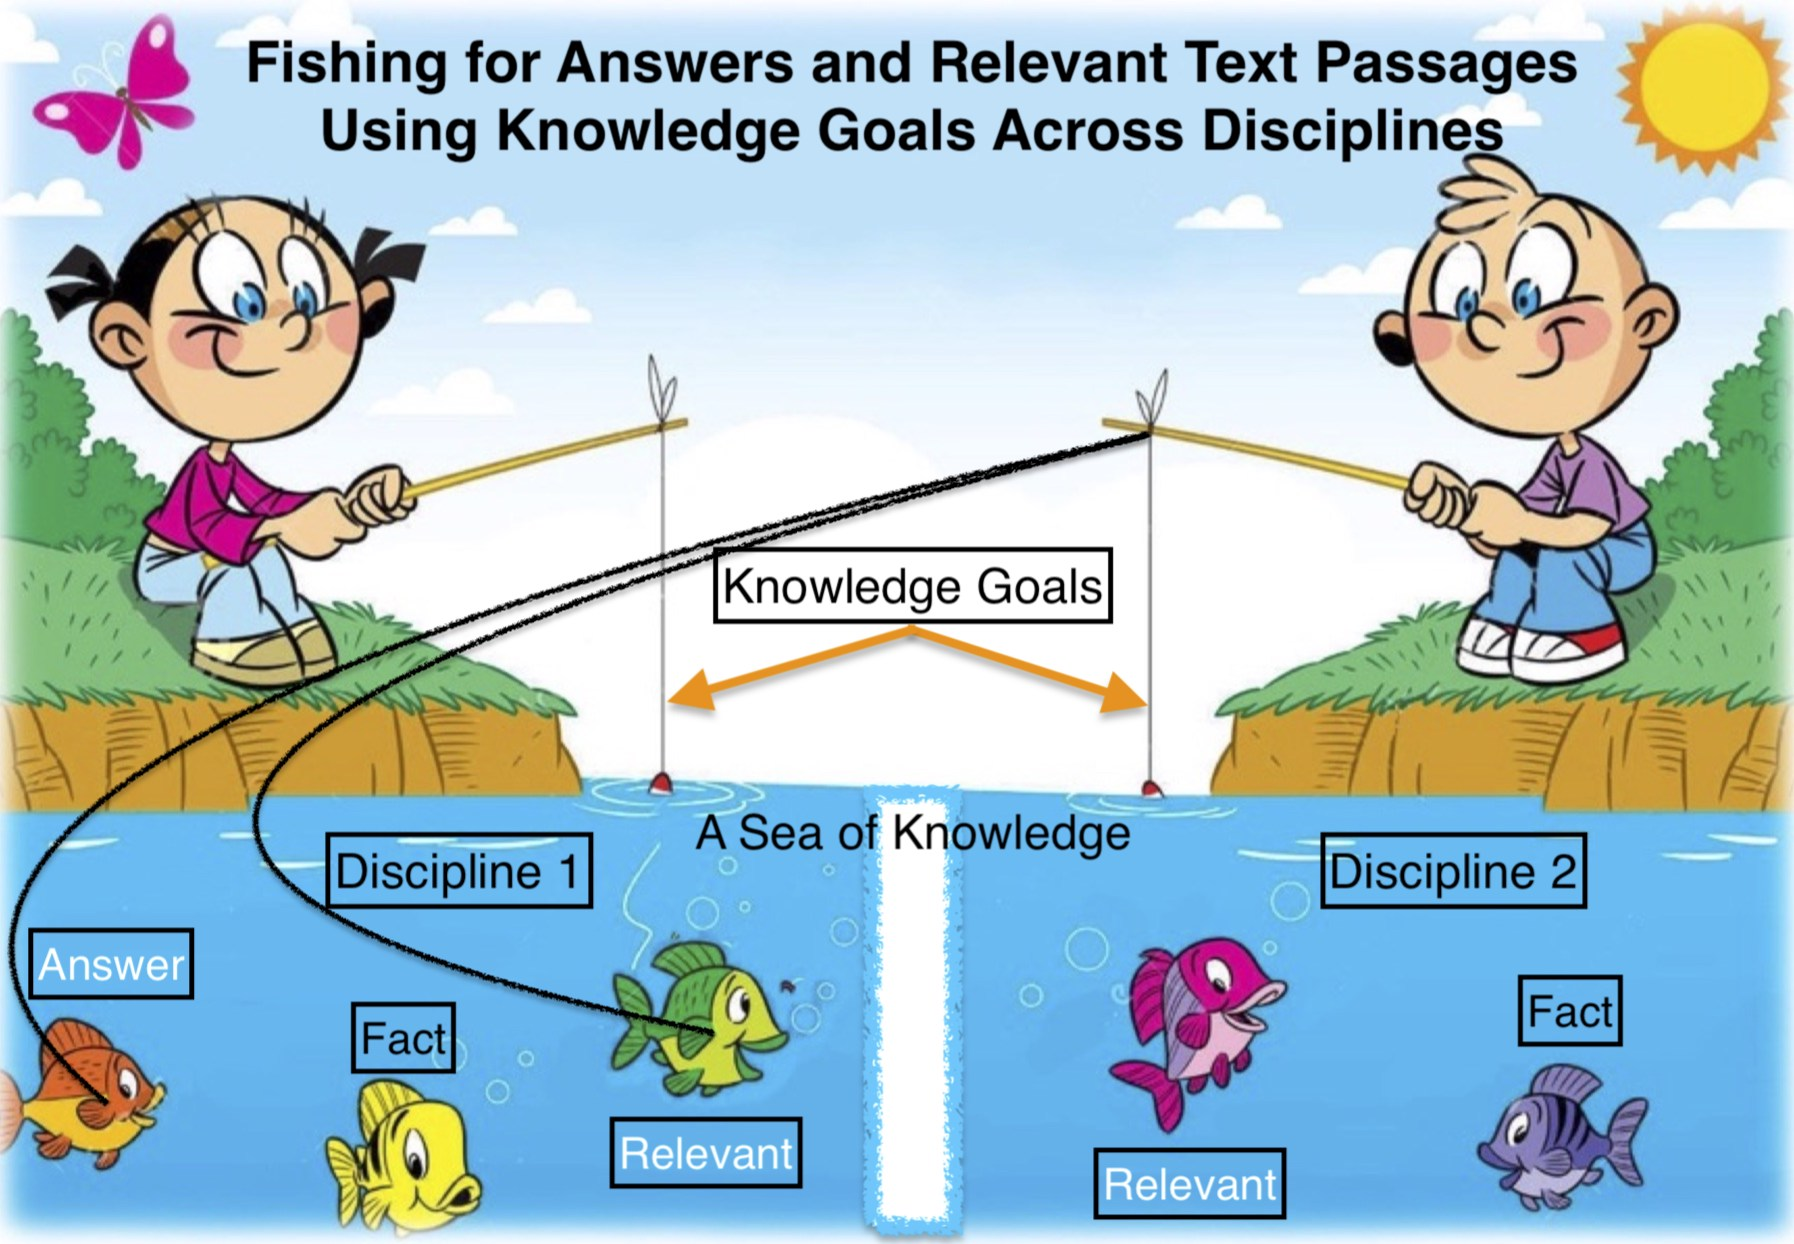 Fishing for Answers and Relevant Text Passages
Using Knowledge Goals Across Disciplines
Knowledge Goals
A Sea of Knowledge
Discipline 1
Discipline 2
Answer
Fact
Fact
Relevant
Relevant